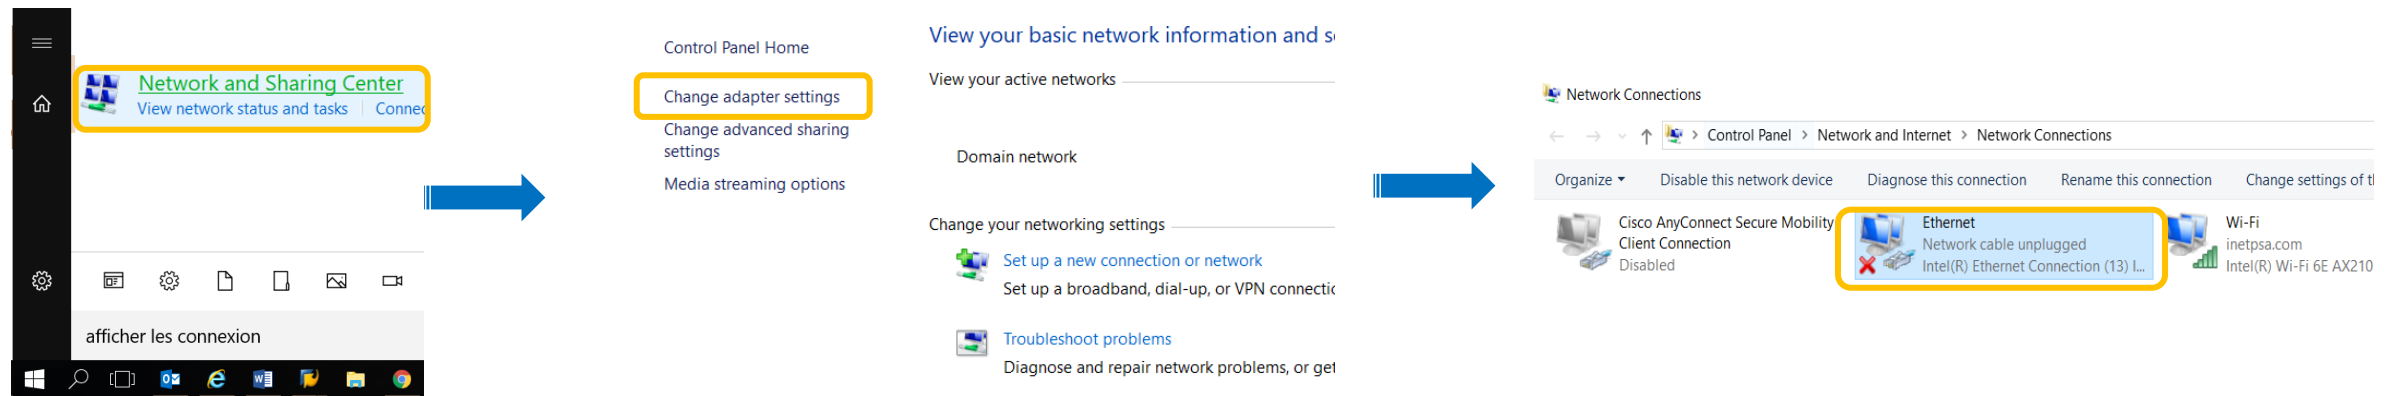 Network and Sharing Center
View network status and tasks
afficher les connexion
Control Panel Home
Change adapter settings
Change advanced sharing
settings
Media streaming options
View your basic network information and
View your active networks
Domain network
Change your networking settings
Set up a new connection or network
Set up a broadband, dial-up, or VPN
Troubleshoot problems
Diagnose and repair network problems, or get
Network Connections
Control Panel > Network and Internet > Network Connections
Organize Disable this network device Diagnose this connection Rename this connection Change settings of
Cisco AnyConnect Secure Mobility
Client Connection
Disabled
Ethernet
Network cable unplugged
Intel(R) Ethernet Connection (13) I...
Wi-Fi
inetpsa.com
Intel(R) Wi-Fi 6E AX210